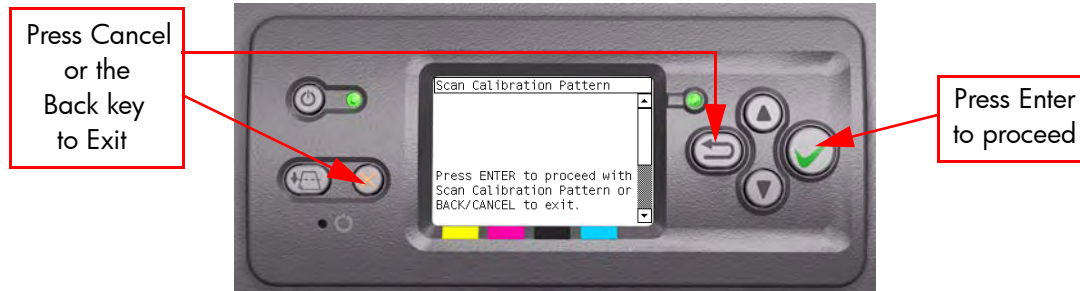 Press Cancel
or the
Back key
to Exit
Scan Calibration Pattern
Press ENTER to proceed with
Scan Calibration Pattern or
BACK/CANCEL to exit.
Press Enter
to proceed